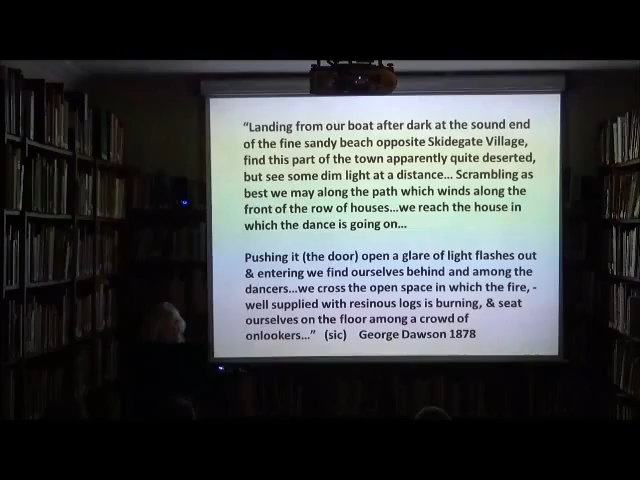 “Landing from our boat after dark at the sound end
of the fine sandy beach opposite Skidegate Village,
find this part of the town apparently quite deserted,
but see some dim light at a distance... Scrambling as
best we may along the path which winds along the
front of the row of houses...we reach the house in
which the dance is going on...
Pushing it (the door) open a glare of light flashes out
& entering we find ourselves behind and among the
dancers...we cross the open space in which the fire, -
well supplied with resinous logs is burning, & seat
ourselves on the floor among a crowd of
onlookers...” (sic) George Dawson 1878